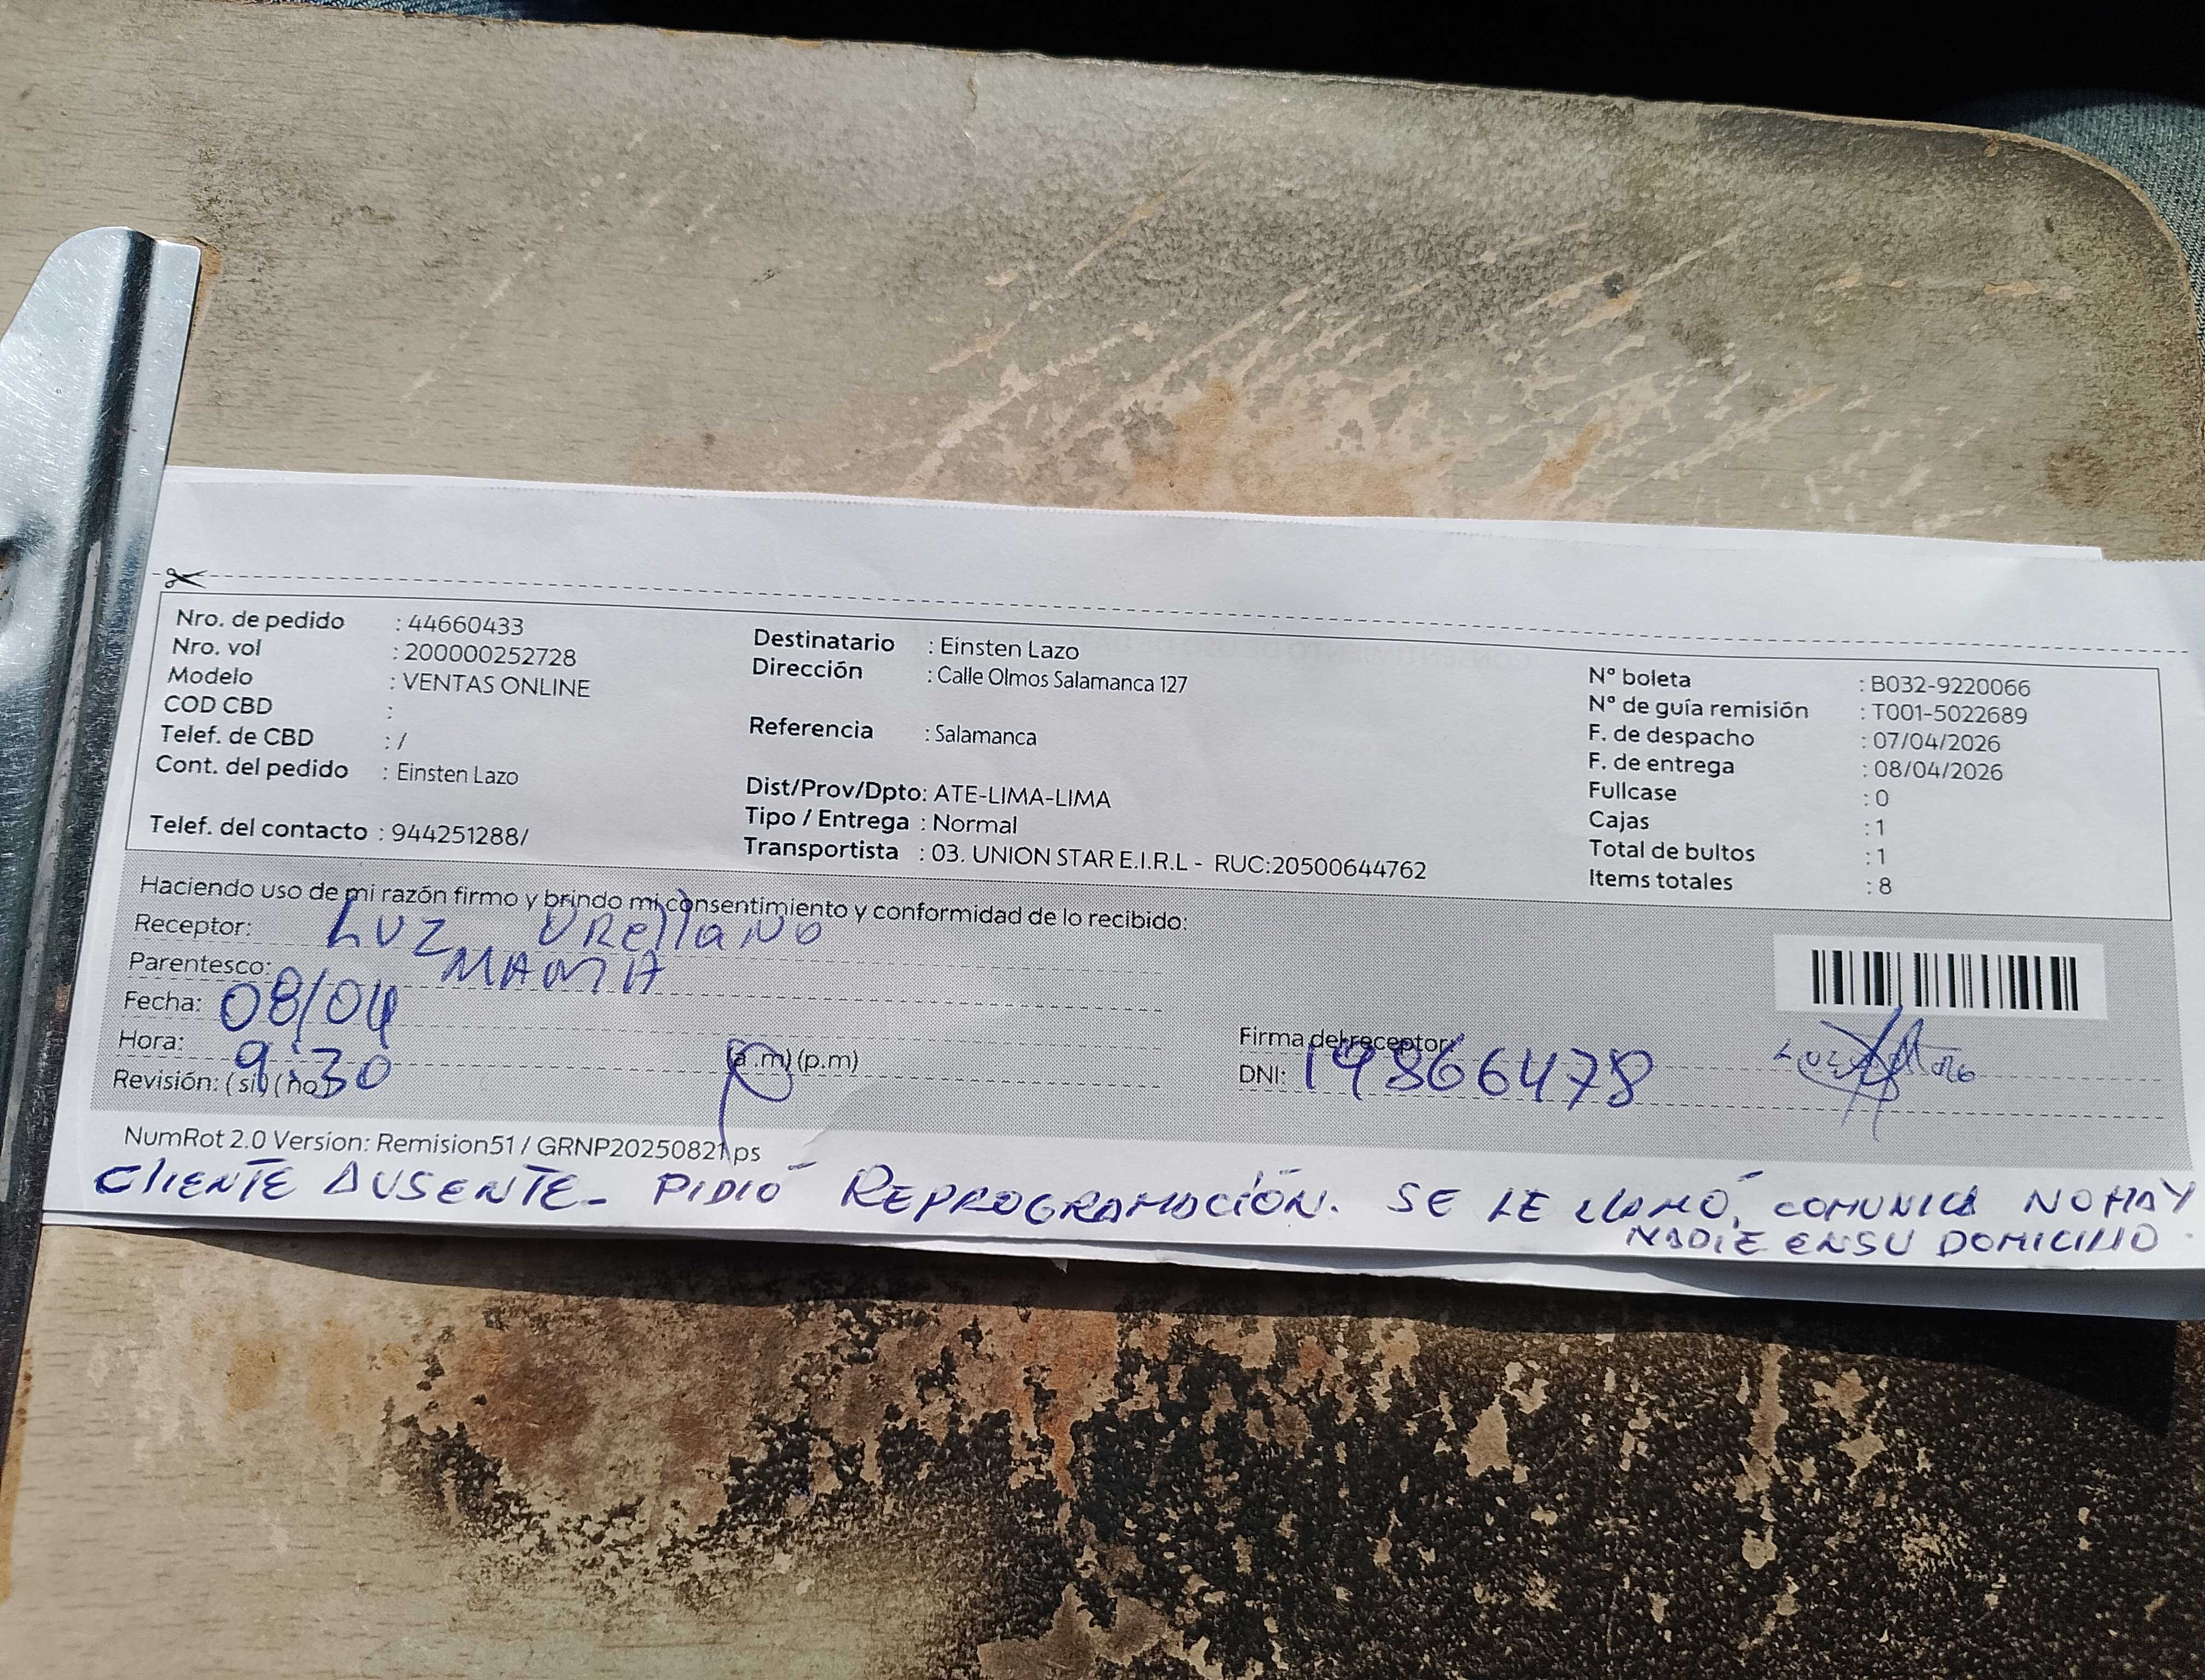 Nro. de pedido : 44660433
Nro. vol : 200000252728
Modelo : VENTAS ONLINE
COD CBD :
Telef. de CBD : /
Cont. del pedido : Einsten Lazo
Telef. del contacto : 944251288/
Destinatario : Einsten Lazo
Dirección : Calle Olmos Salamanca 127
Referencia : Salamanca
Dist/Prov/Dpto: ATE-LIMA-LIMA
Tipo / Entrega : Normal
Transportista : 03. UNION STAR E.I.R.L - RUC:20500644762
Nº boleta : B032-9220066
Nº de guía remisión : T001-5022689
F. de despacho : 07/04/2026
F. de entrega : 08/04/2026
Fullcase : 0
Cajas : 1
Total de bultos : 1
Items totales : 8
Haciendo uso de mi razón firmo y brindo mi consentimiento y conformidad de lo recibido:
Receptor: LUZ ORellaNo
Parentesco: MAMA
Fecha: 08/04
Hora: 9:30 (a.m) (p.m)
Revisión: (si) (no)
Firma del receptor:
DNI: 19866478
NumRot 2.0 Version: Remision51 / GRNP20250821.ps
CLIENTE AUSENTE- PIDIÓ REPROGRAMACIÓN. SE LE LLAMÓ, COMUNICA NO HAY
NADIE EN SU DOMICILIO.